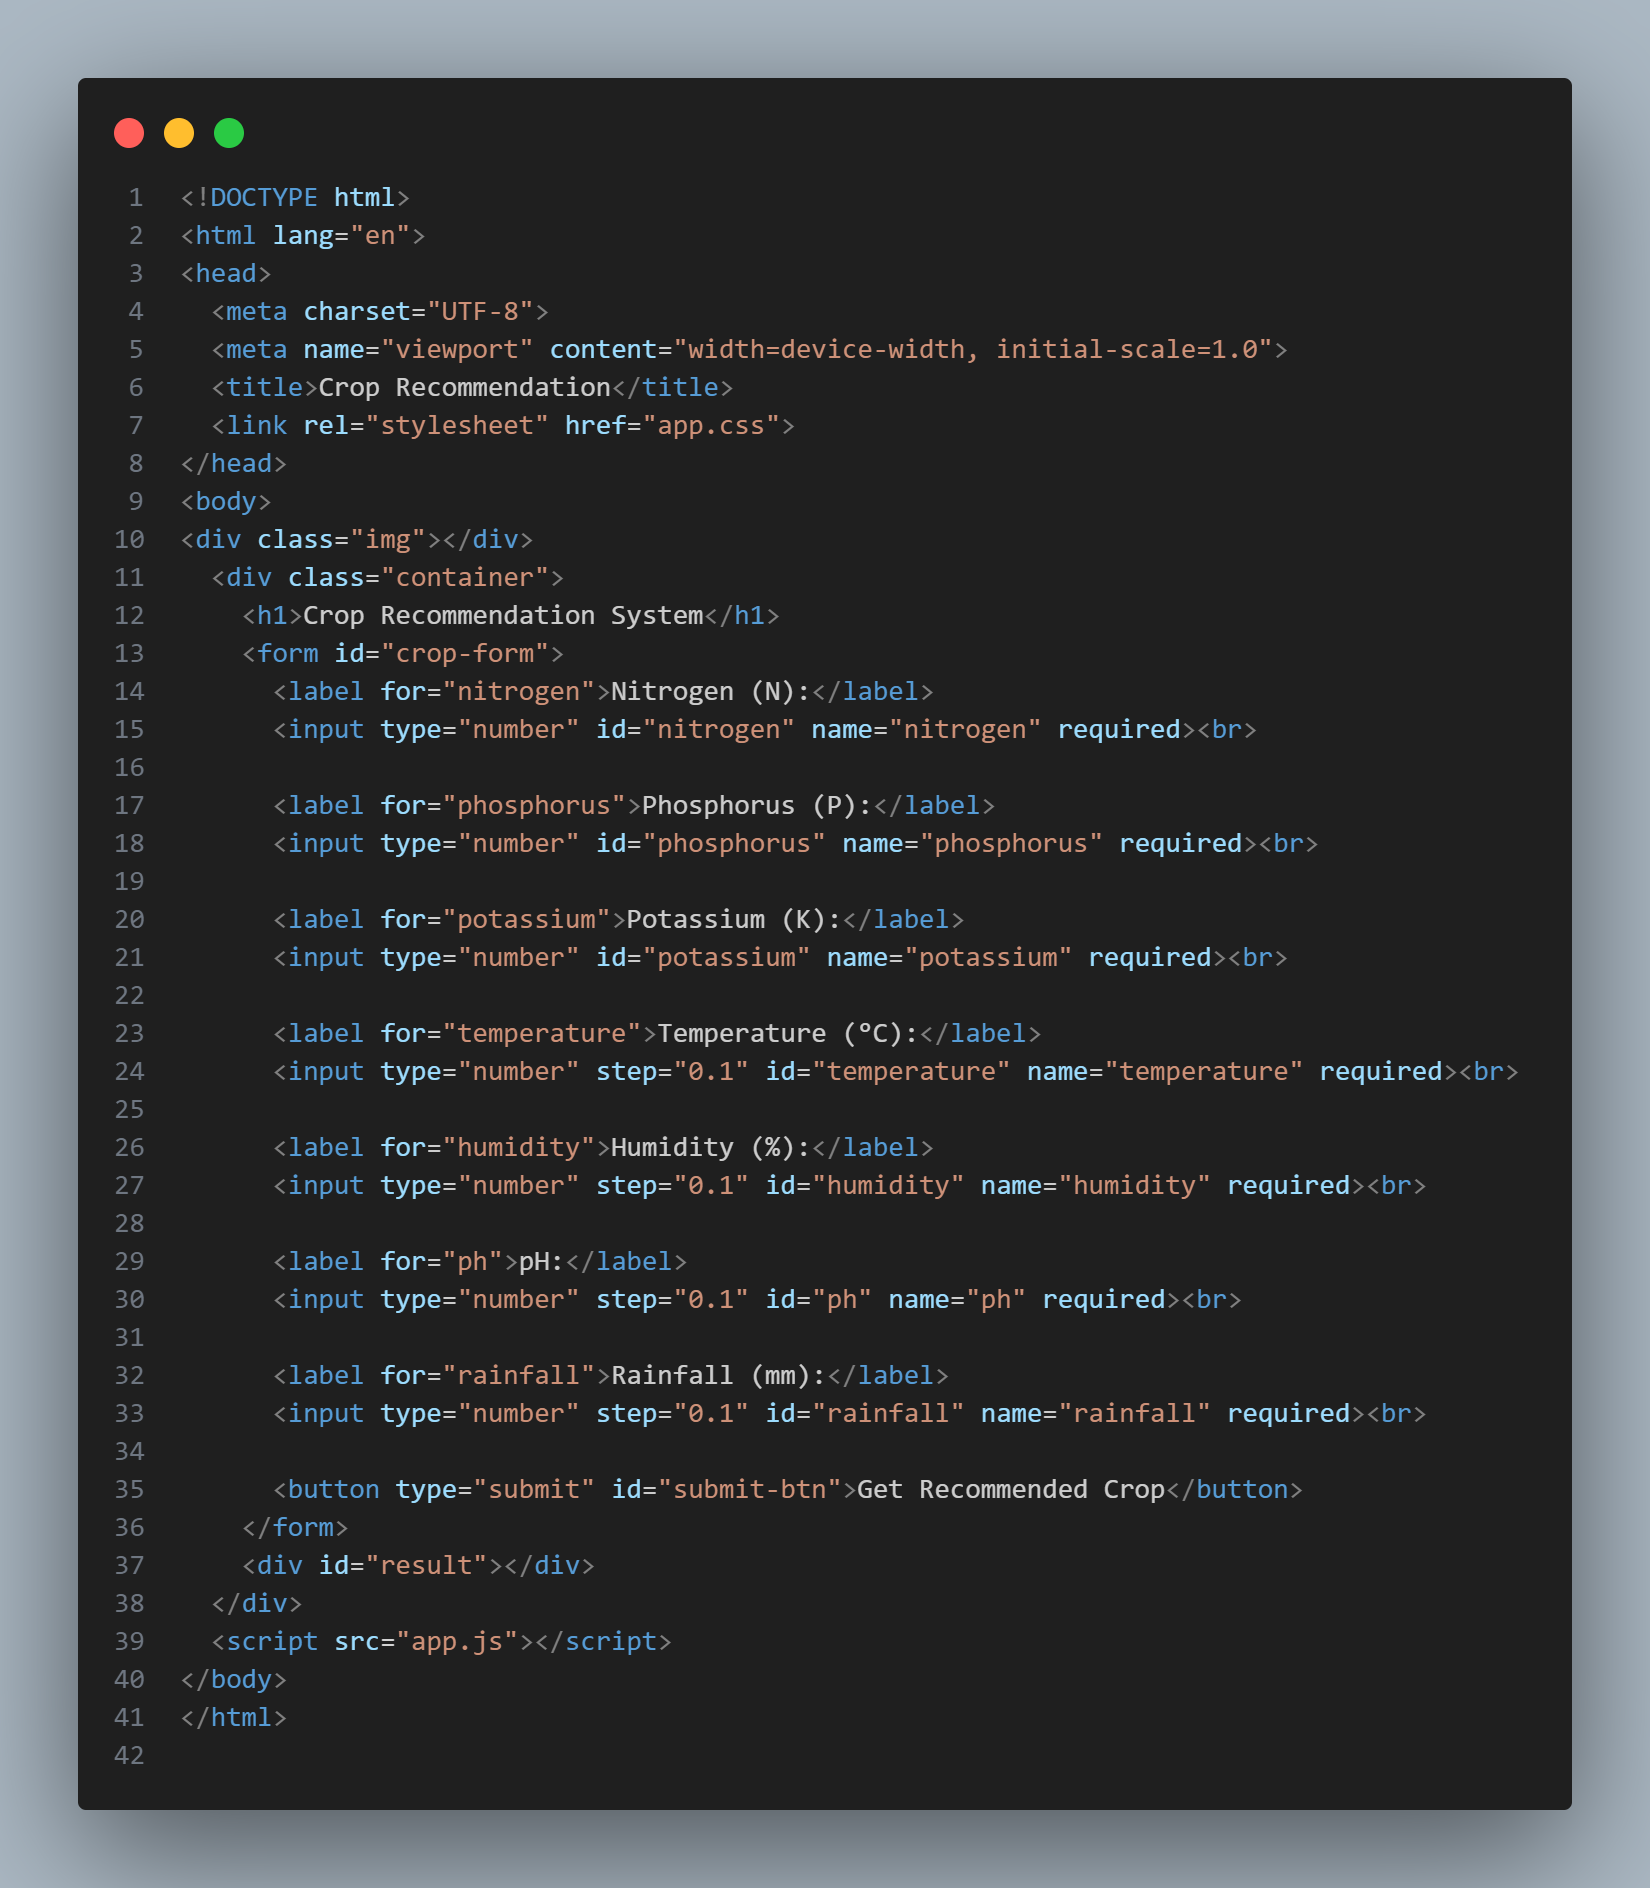 1 <!DOCTYPE html>
2 <html lang="en">
3 <head>
4   <meta charset="UTF-8">
5   <meta name="viewport" content="width=device-width, initial-scale=1.0">
6   <title>Crop Recommendation</title>
7   <link rel="stylesheet" href="app.css">
8 </head>
9 <body>
10 <div class="img"></div>
11   <div class="container">
12     <h1>Crop Recommendation System</h1>
13     <form id="crop-form">
14       <label for="nitrogen">Nitrogen (N):</label>
15       <input type="number" id="nitrogen" name="nitrogen" required><br>
16
17       <label for="phosphorus">Phosphorus (P):</label>
18       <input type="number" id="phosphorus" name="phosphorus" required><br>
19
20       <label for="potassium">Potassium (K):</label>
21       <input type="number" id="potassium" name="potassium" required><br>
22
23       <label for="temperature">Temperature (°C):</label>
24       <input type="number" step="0.1" id="temperature" name="temperature" required><br>
25
26       <label for="humidity">Humidity (%):</label>
27       <input type="number" step="0.1" id="humidity" name="humidity" required><br>
28
29       <label for="ph">pH:</label>
30       <input type="number" step="0.1" id="ph" name="ph" required><br>
31
32       <label for="rainfall">Rainfall (mm):</label>
33       <input type="number" step="0.1" id="rainfall" name="rainfall" required><br>
34
35       <button type="submit" id="submit-btn">Get Recommended Crop</button>
36     </form>
37     <div id="result"></div>
38   </div>
39   <script src="app.js"></script>
40 </body>
41 </html>
42